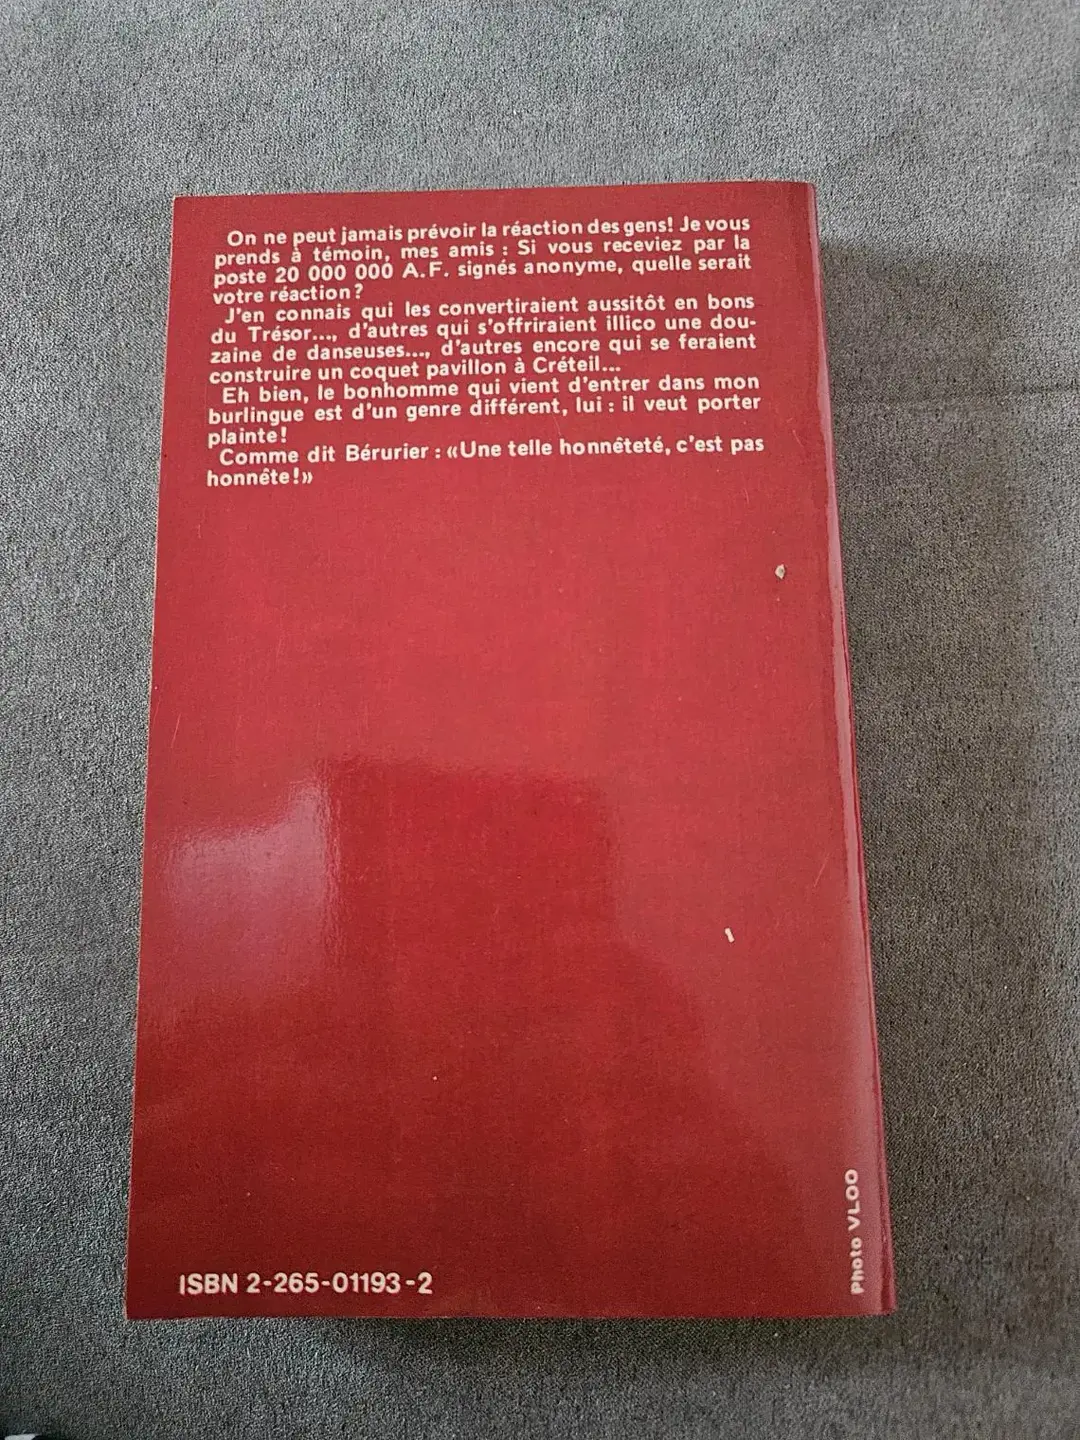 On ne peut jamais prévoir la réaction des gens! Je vous
prends à témoin, mes amis : Si vous receviez par la
poste 20 000 000 A.F. signés anonyme, quelle serait
votre réaction?
J'en connais qui les convertiraient aussitôt en bons
du Trésor..., d'autres qui s'offriraient illico une dou-
zaine de danseuses..., d'autres encore qui se feraient
construire un coquet pavillon à Créteil...
Eh bien, le bonhomme qui vient d'entrer dans mon
burlingue est d'un genre différent, lui : il veut porter
plainte!
Comme dit Bérurier : «Une telle honnêteté, c'est pas
honnête!»
Photo VLOO
ISBN 2-265-01193-2